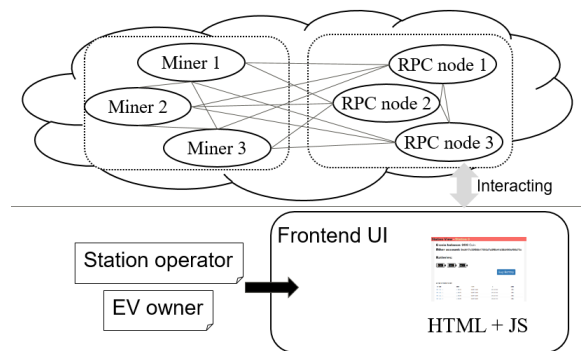 Miner 1
RPC node 1
Miner 2
RPC node 2
Miner 3
RPC node 3
Interacting
Frontend UI
Station operator
EV owner
HTML + JS